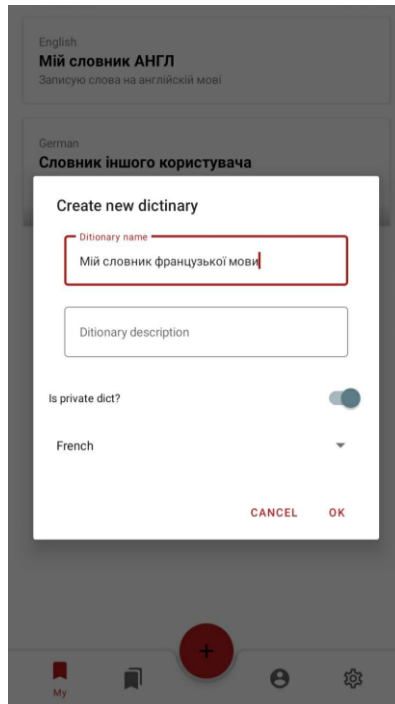 English
Мій словник АНГЛ
Записую слова на англійскій мові
German
Словник іншого користувача
Create new dictinary
Ditionary name
Мій словник французької мови
Ditionary description
Is private dict?
French
CANCEL OK
My